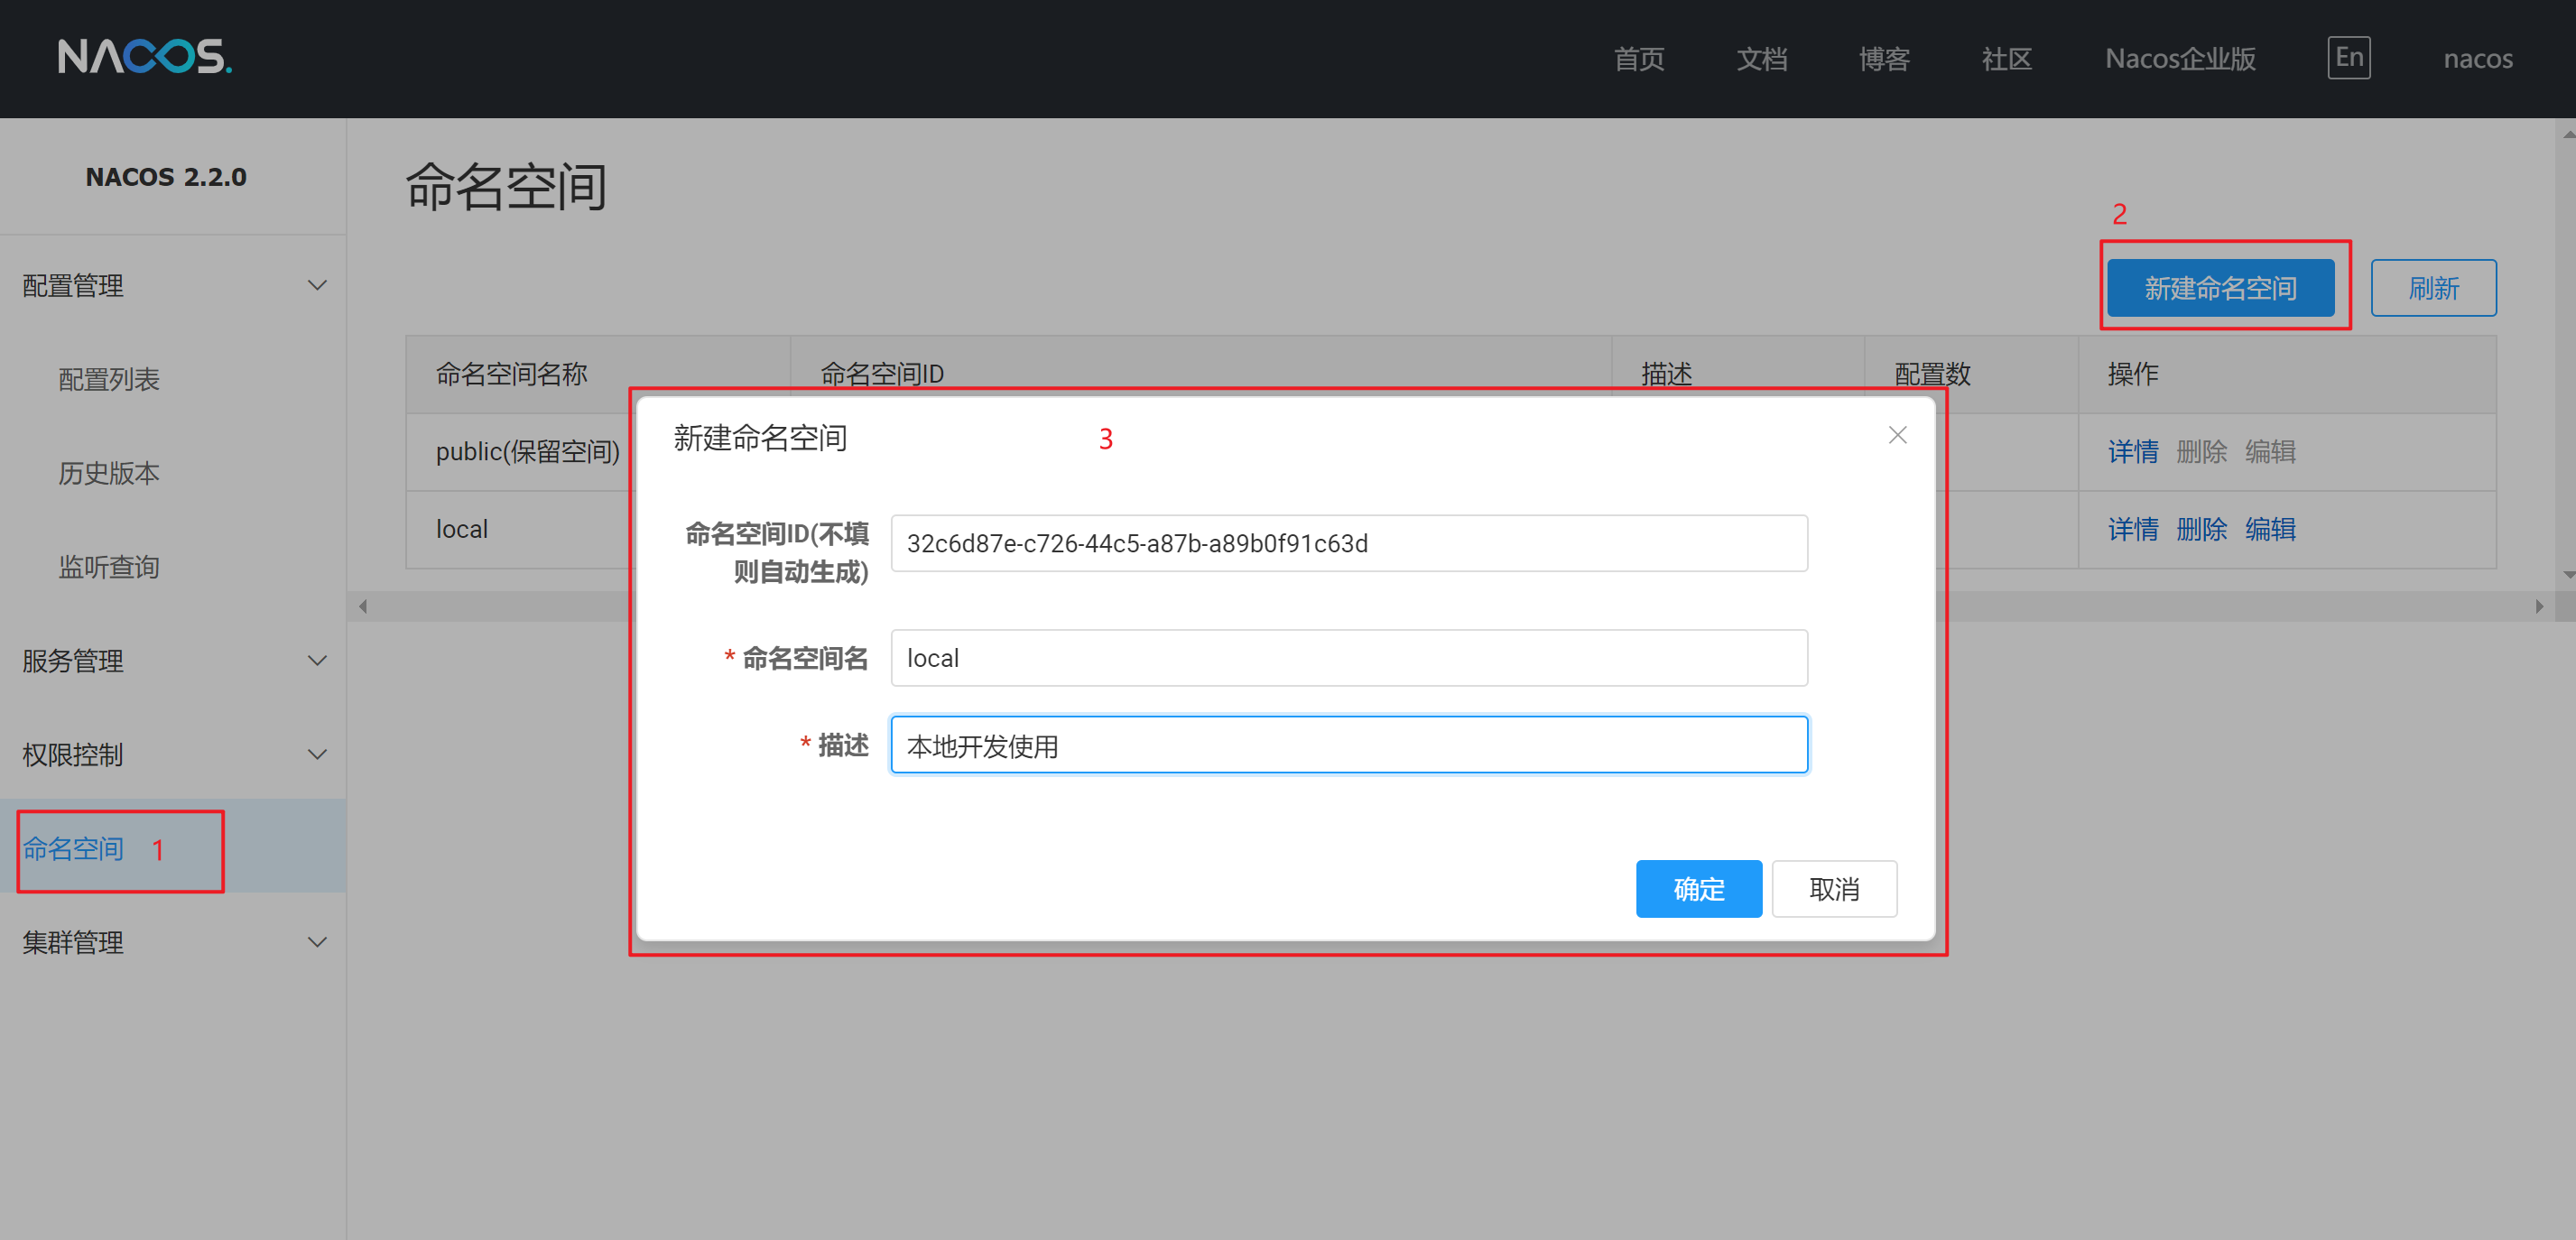 NACOS.
首页 文档 博客 社区 Nacos企业版 En nacos
NACOS 2.2.0
配置管理
配置列表
历史版本
监听查询
服务管理
权限控制
命名空间 1
集群管理
命名空间
2
新建命名空间 刷新
命名空间名称 命名空间ID 描述 配置数 操作
public(保留空间) 详情 删除 编辑
local 详情 删除 编辑
新建命名空间 3
命名空间ID(不填
则自动生成)
32c6d87e-c726-44c5-a87b-a89b0f91c63d
* 命名空间名 local
* 描述 本地开发使用
确定 取消